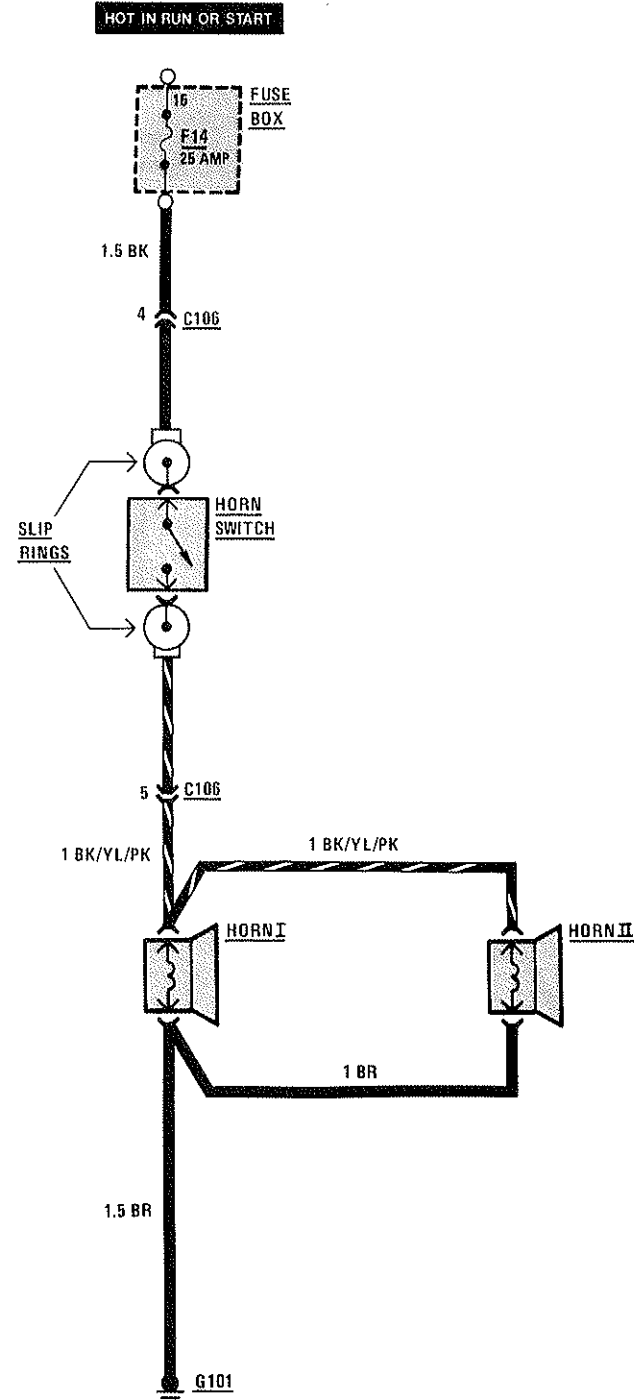 HOT IN RUN OR START
16
FUSE
BOX
F14
25 AMP
1.5 BK
4
C106
HORN
SWITCH
SLIP
RINGS
5
C106
1 BK/YL/PK
1 BK/YL/PK
HORN I
HORN II
1 BR
1.5 BR
G101